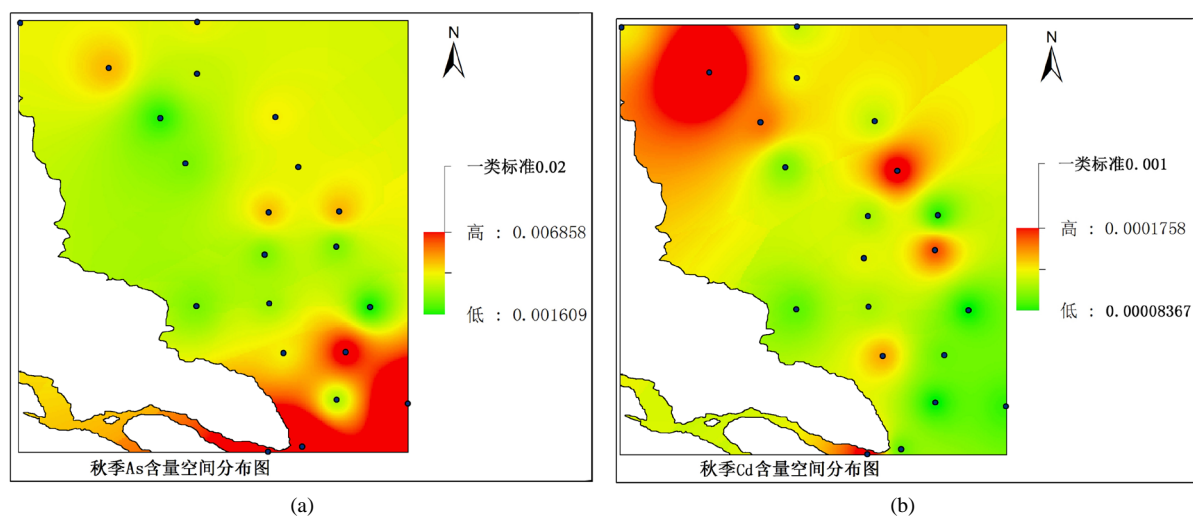 N
一类标准0.02
高 : 0.006858
低 : 0.001609
秋季As含量空间分布图
(a)
N
一类标准0.001
高 : 0.0001758
低 : 0.00008367
秋季Cd含量空间分布图
(b)